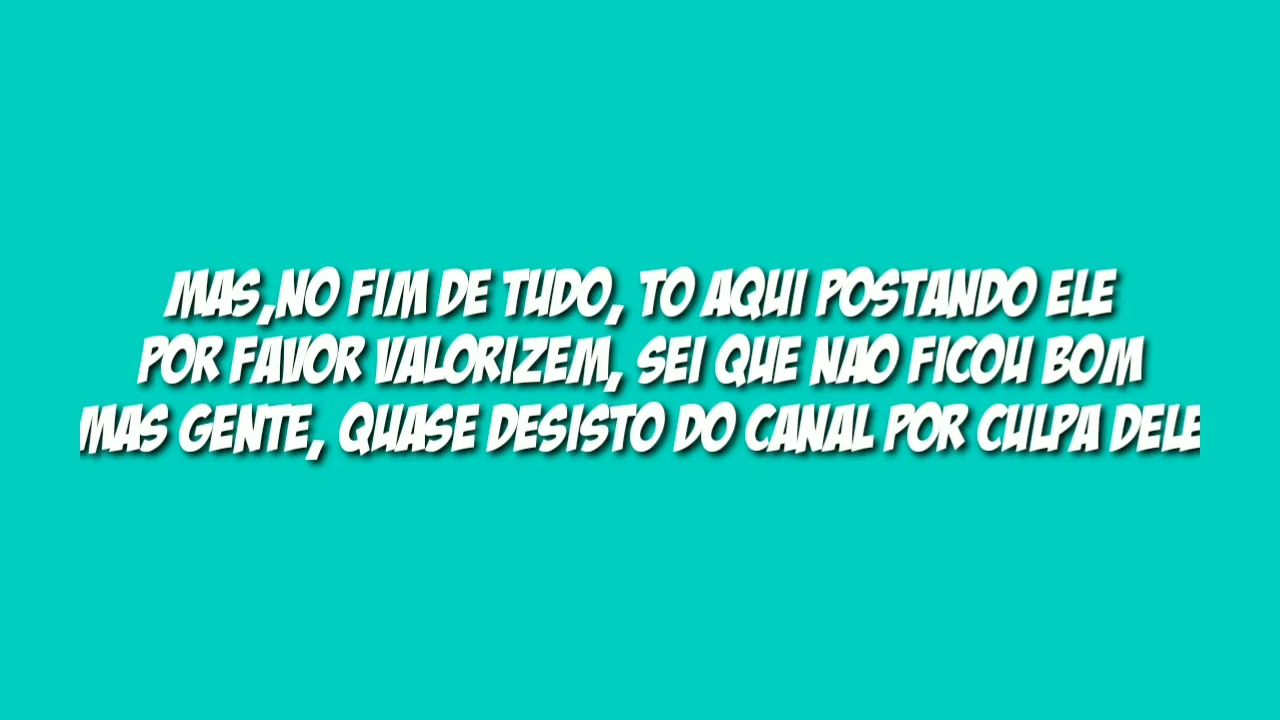 MAS,NO FIM DE TUDO, TO AQUI POSTANDO ELE
POR FAVOR VALORIZEM, SEI QUE NAO FICOU BOM
MAS GENTE, QUASE DESISTO DO CANAL POR CULPA DELE